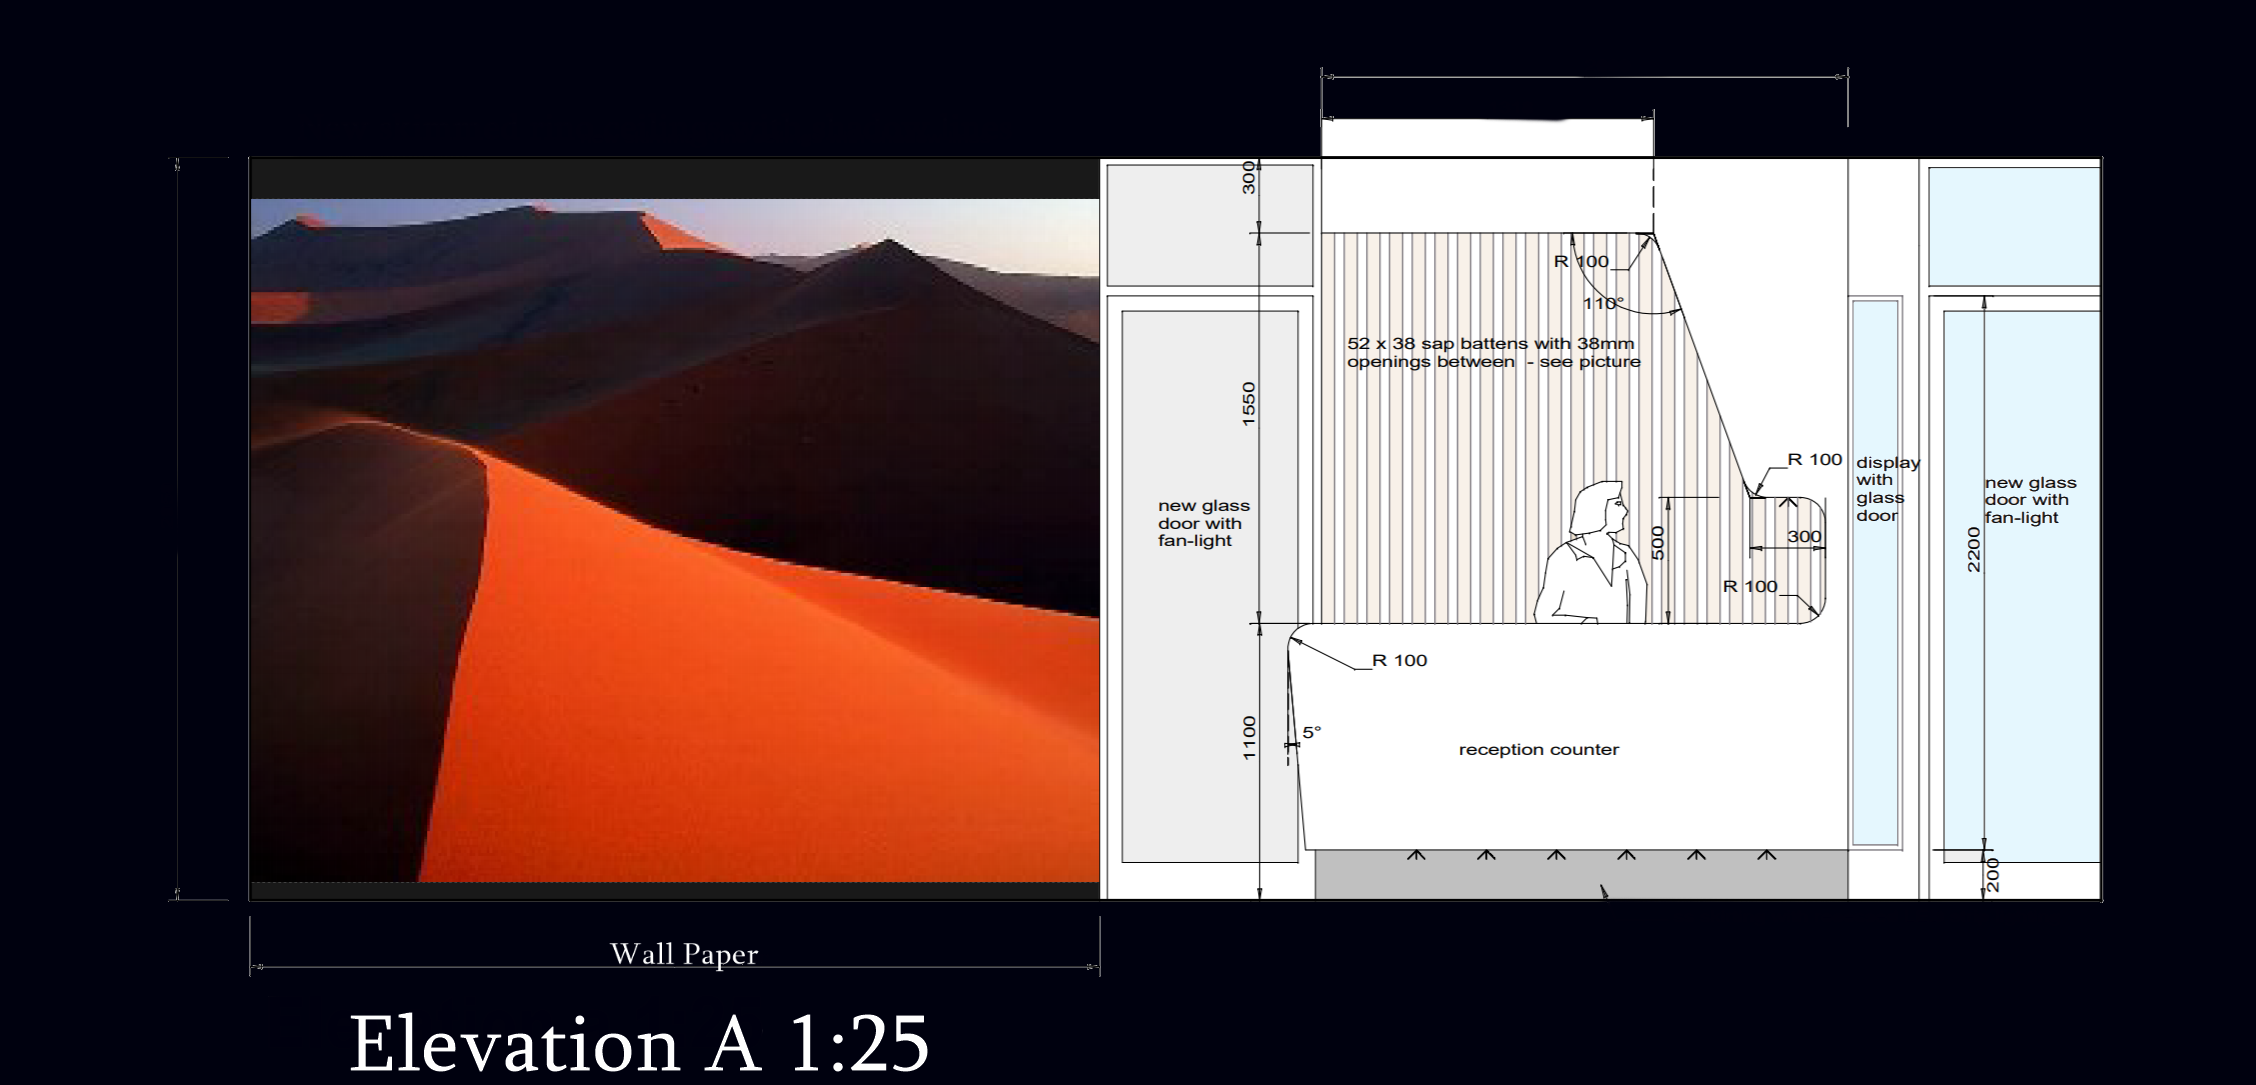 300
R 100
110°
52 x 38 sap battens with 38mm
openings between - see picture
1550
R 100
display
with
glass
door
new glass
door with
fan-light
new glass
door with
fan-light
500
300
2200
R 100
R 100
5°
1100
reception counter
200
Wall Paper
Elevation A 1:25